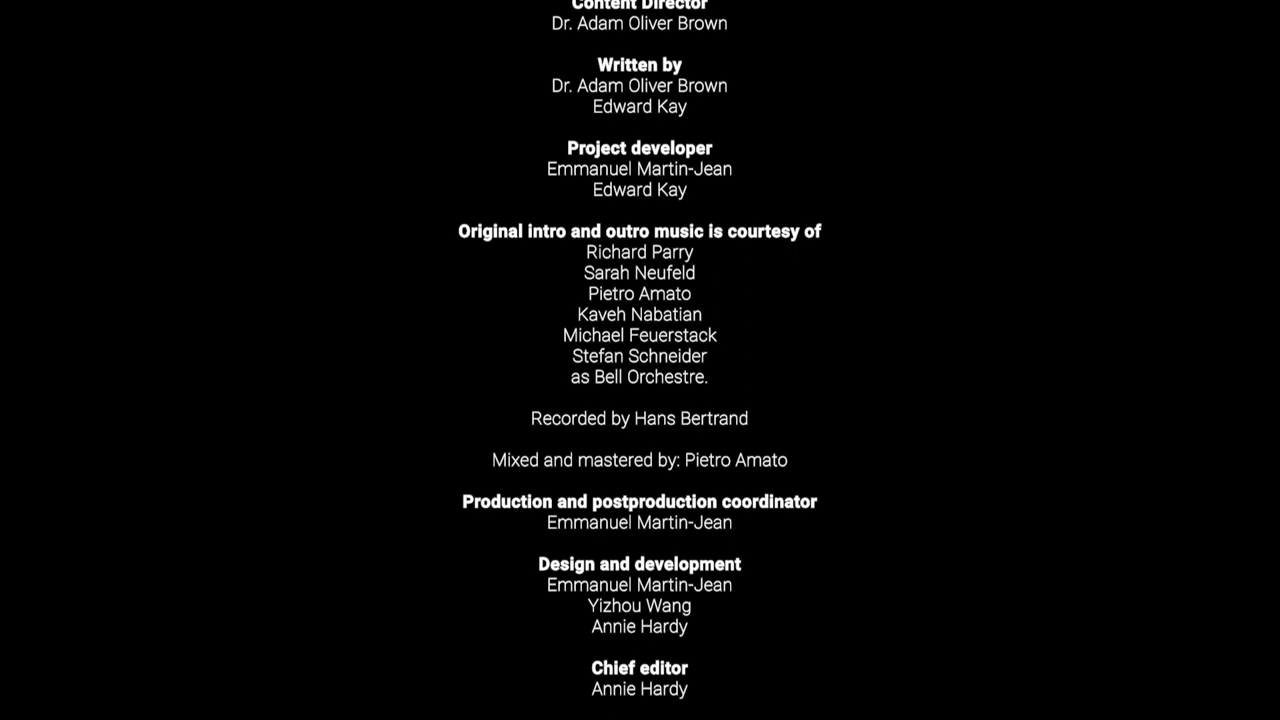 Content Director
Dr. Adam Oliver Brown
Written by
Dr. Adam Oliver Brown
Edward Kay
Project developer
Emmanuel Martin-Jean
Edward Kay
Original intro and outro music is courtesy of
Richard Parry
Sarah Neufeld
Pietro Amato
Kaveh Nabatian
Michael Feuerstack
Stefan Schneider
as Bell Orchestre.
Recorded by Hans Bertrand
Mixed and mastered by: Pietro Amato
Production and postproduction coordinator
Emmanuel Martin-Jean
Design and development
Emmanuel Martin-Jean
Yizhou Wang
Annie Hardy
Chief editor
Annie Hardy